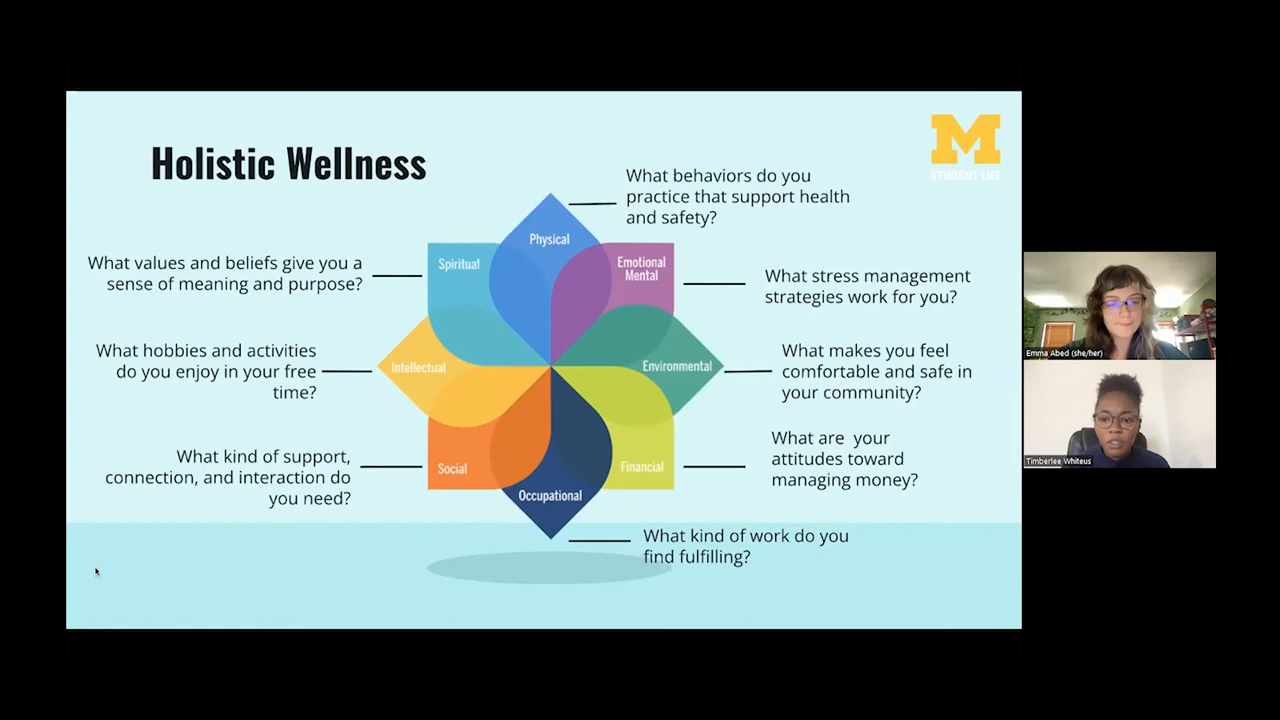 Holistic Wellness
M
STUDENT LIFE
What behaviors do you
practice that support health
and safety?
Physical
Spiritual
Emotional
Mental
What values and beliefs give you a
sense of meaning and purpose?
What stress management
strategies work for you?
What hobbies and activities
do you enjoy in your free
time?
Intellectual
Environmental
What makes you feel
comfortable and safe in
your community?
What kind of support,
connection, and interaction do
you need?
Social
Financial
What are your
attitudes toward
managing money?
Occupational
What kind of work do you
find fulfilling?
Emma Abed (she/her)
Timberlee Whiteus